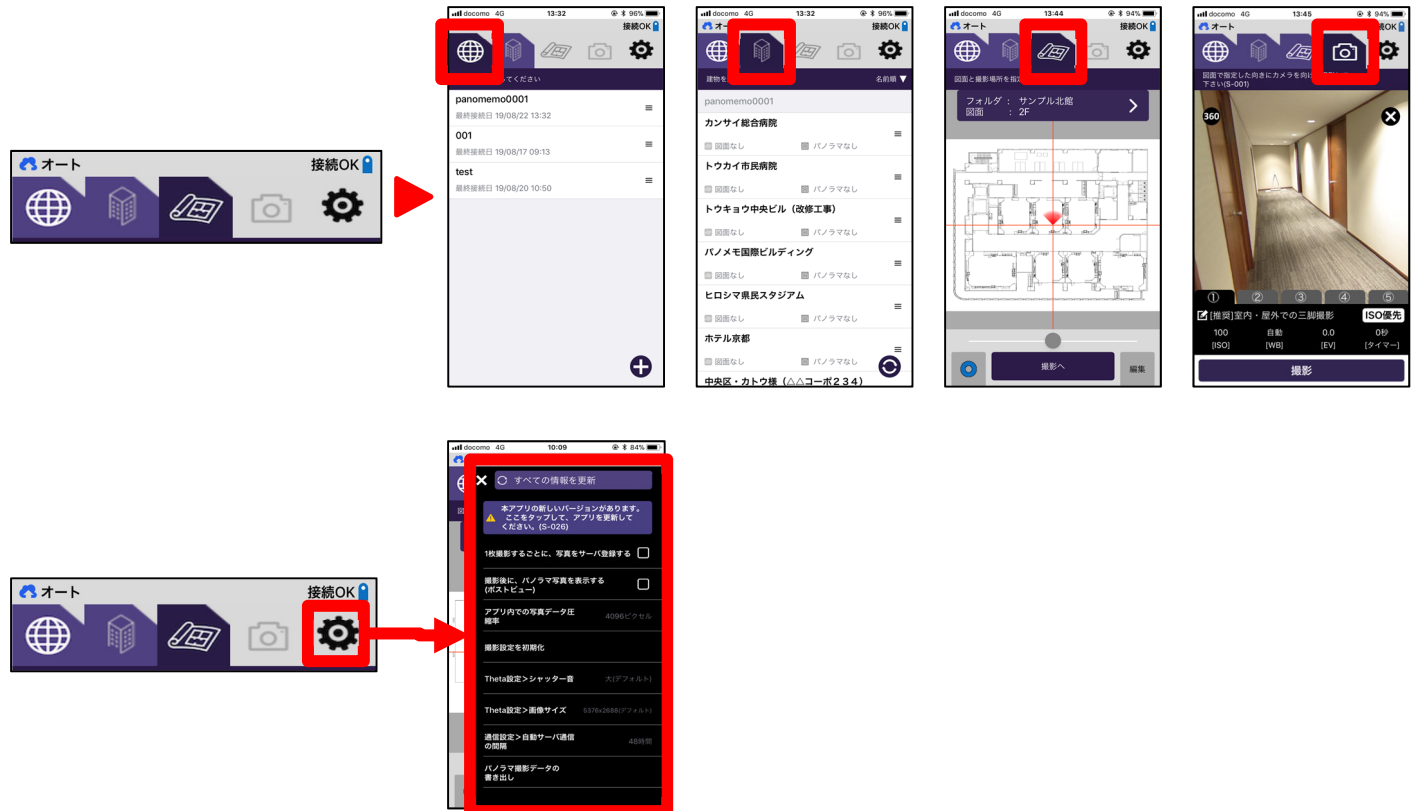 オート
接続OK
docomo 4G 13:32 96%
接続OK
てください
panomemo0001
最終接続日 19/08/22 13:32
001
最終接続日 19/08/17 09:13
test
最終接続日 19/08/20 10:50
docomo 4G 13:32 96%
オー
接続OK
建物を
名前順 ▼
panomemo0001
カンサイ総合病院
図面なし パノラマなし
トウカイ市民病院
図面なし パノラマなし
トウキョウ中央ビル（改修工事）
図面なし パノラマなし
パノメモ国際ビルディング
図面なし パノラマなし
ヒロシマ県民スタジアム
図面なし パノラマなし
ホテル京都
図面なし パノラマなし
中央区・カトウ様（△△コーポ２３４）
docomo 4G 13:44 94%
オート
接続OK
図面と撮影場所を指
フォルダ ： サンプル北館
図面 ： 2F
撮影へ
編集
docomo 4G 13:45 94%
オート
続OK
図面で指定した向きにカメラを向け
下さい(S-001)
360
① ② ③ ④ ⑤
[推奨]室内・屋外での三脚撮影 ISO優先
100 自動 0.0 0秒
[ISO] [WB] [EV] [タイマー]
撮影
オート
接続OK
docomo 4G 10:09 84%
すべての情報を更新
本アプリの新しいバージョンがあります。
ここをタップして、アプリを更新して
ください。(S-026)
1枚撮影するごとに、写真をサーバ登録する
撮影後に、パノラマ写真を表示する
(ポストビュー)
アプリ内での写真データ圧
縮率
4096ピクセル
撮影設定を初期化
Theta設定＞シャッター音 大(デフォルト)
Theta設定＞画像サイズ 5376x2688(デフォルト)
通信設定＞自動サーバ通信
の間隔
48時間
パノラマ撮影データの
書き出し